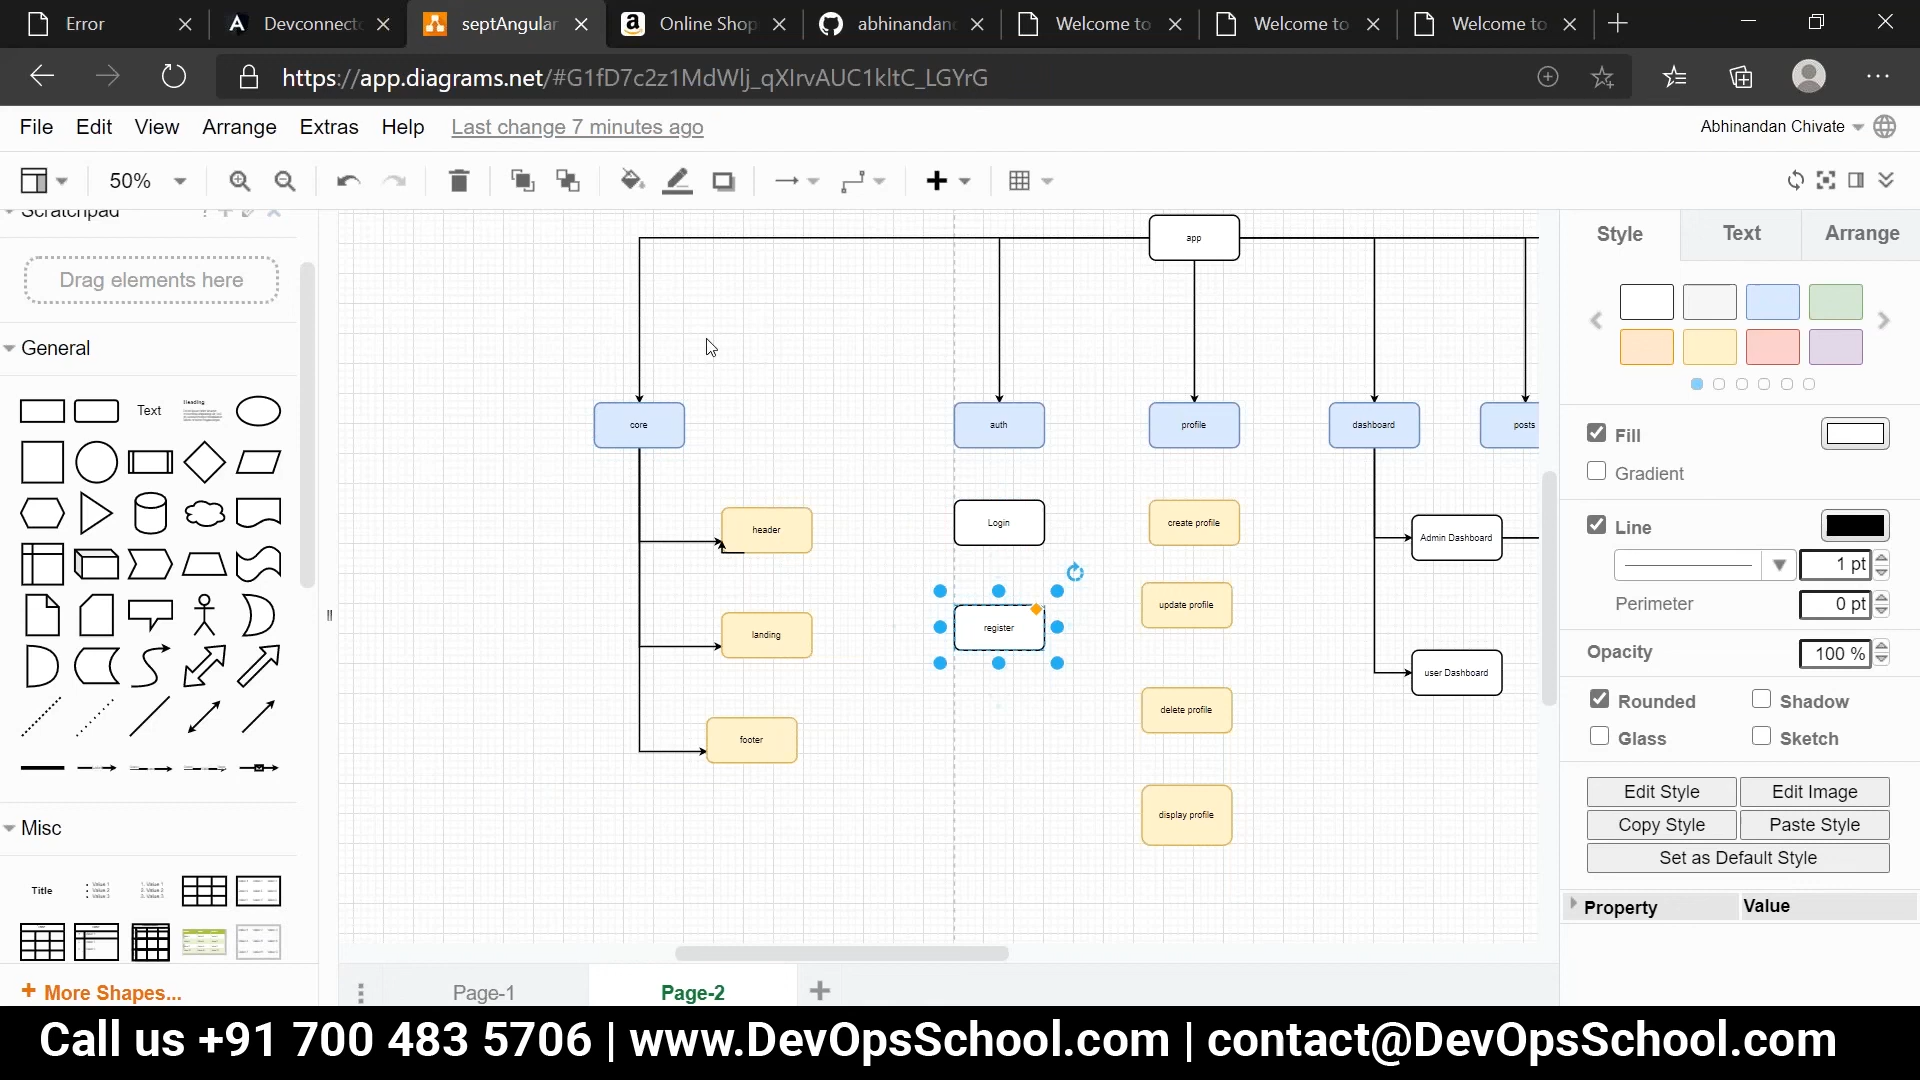 Error
Devconnect
septAngular
Online Shop
abhinandan
Welcome to
Welcome to
Welcome to
https://app.diagrams.net/#G1fD7c2z1MdWlj_qXIrvAUC1kltC_LGYrG
File Edit View Arrange Extras Help Last change 7 minutes ago
Abhinandan Chivate
50%
Scratchpad
Drag elements here
General
Text
Heading
Misc
Title
More Shapes...
app
core
auth
profile
dashboard
posts
header
Login
create profile
Admin Dashboard
update profile
landing
register
user Dashboard
delete profile
footer
display profile
Page-1
Page-2
Style
Text
Arrange
Fill
Gradient
Line
1 pt
Perimeter
0 pt
Opacity
100 %
Rounded
Shadow
Glass
Sketch
Edit Style
Edit Image
Copy Style
Paste Style
Set as Default Style
Property
Value
Call us +91 700 483 5706 | www.DevOpsSchool.com | contact@DevOpsSchool.com